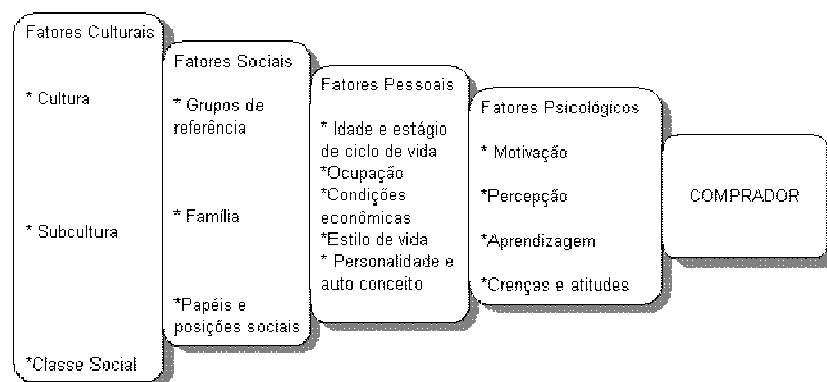 Fatores Culturais
* Cultura
* Subcultura
*Classe Social
Fatores Sociais
* Grupos de
referência
* Família
*Papéis e
posições sociais
Fatores Pessoais
* Idade e estágio
de ciclo de vida
*Ocupação
*Condições
econômicas
*Estilo de vida
* Personalidade e
auto conceito
Fatores Psicológicos
* Motivação
*Percepção
*Aprendizagem
*Crenças e atitudes
COMPRADOR